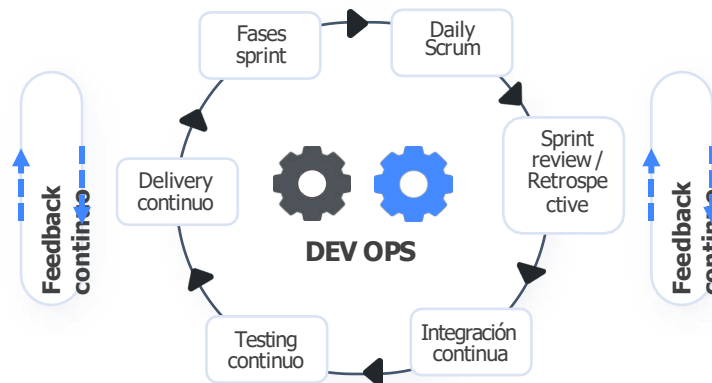 Fases
sprint
Daily
Scrum
Sprint
review /
Retrospe
ctive
Integración
continua
Testing
continuo
Delivery
continuo
DEV OPS
Feedback
continuo
Feedback
continuo